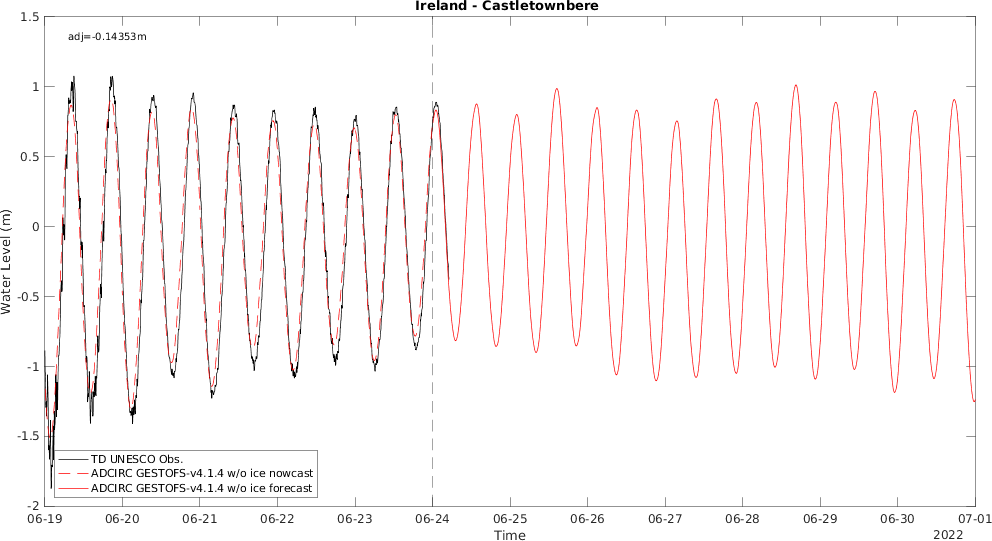 Ireland - Castletownbere
adj=-0.14353m
1.5
1
0.5
0
-0.5
-1
-1.5
-2
Water Level (m)
TD UNESCO Obs.
ADCIRC GESTOFS-v4.1.4 w/o ice nowcast
ADCIRC GESTOFS-v4.1.4 w/o ice forecast
06-19 06-20 06-21 06-22 06-23 06-24 06-25 06-26 06-27 06-28 06-29 06-30 07-01
Time
2022